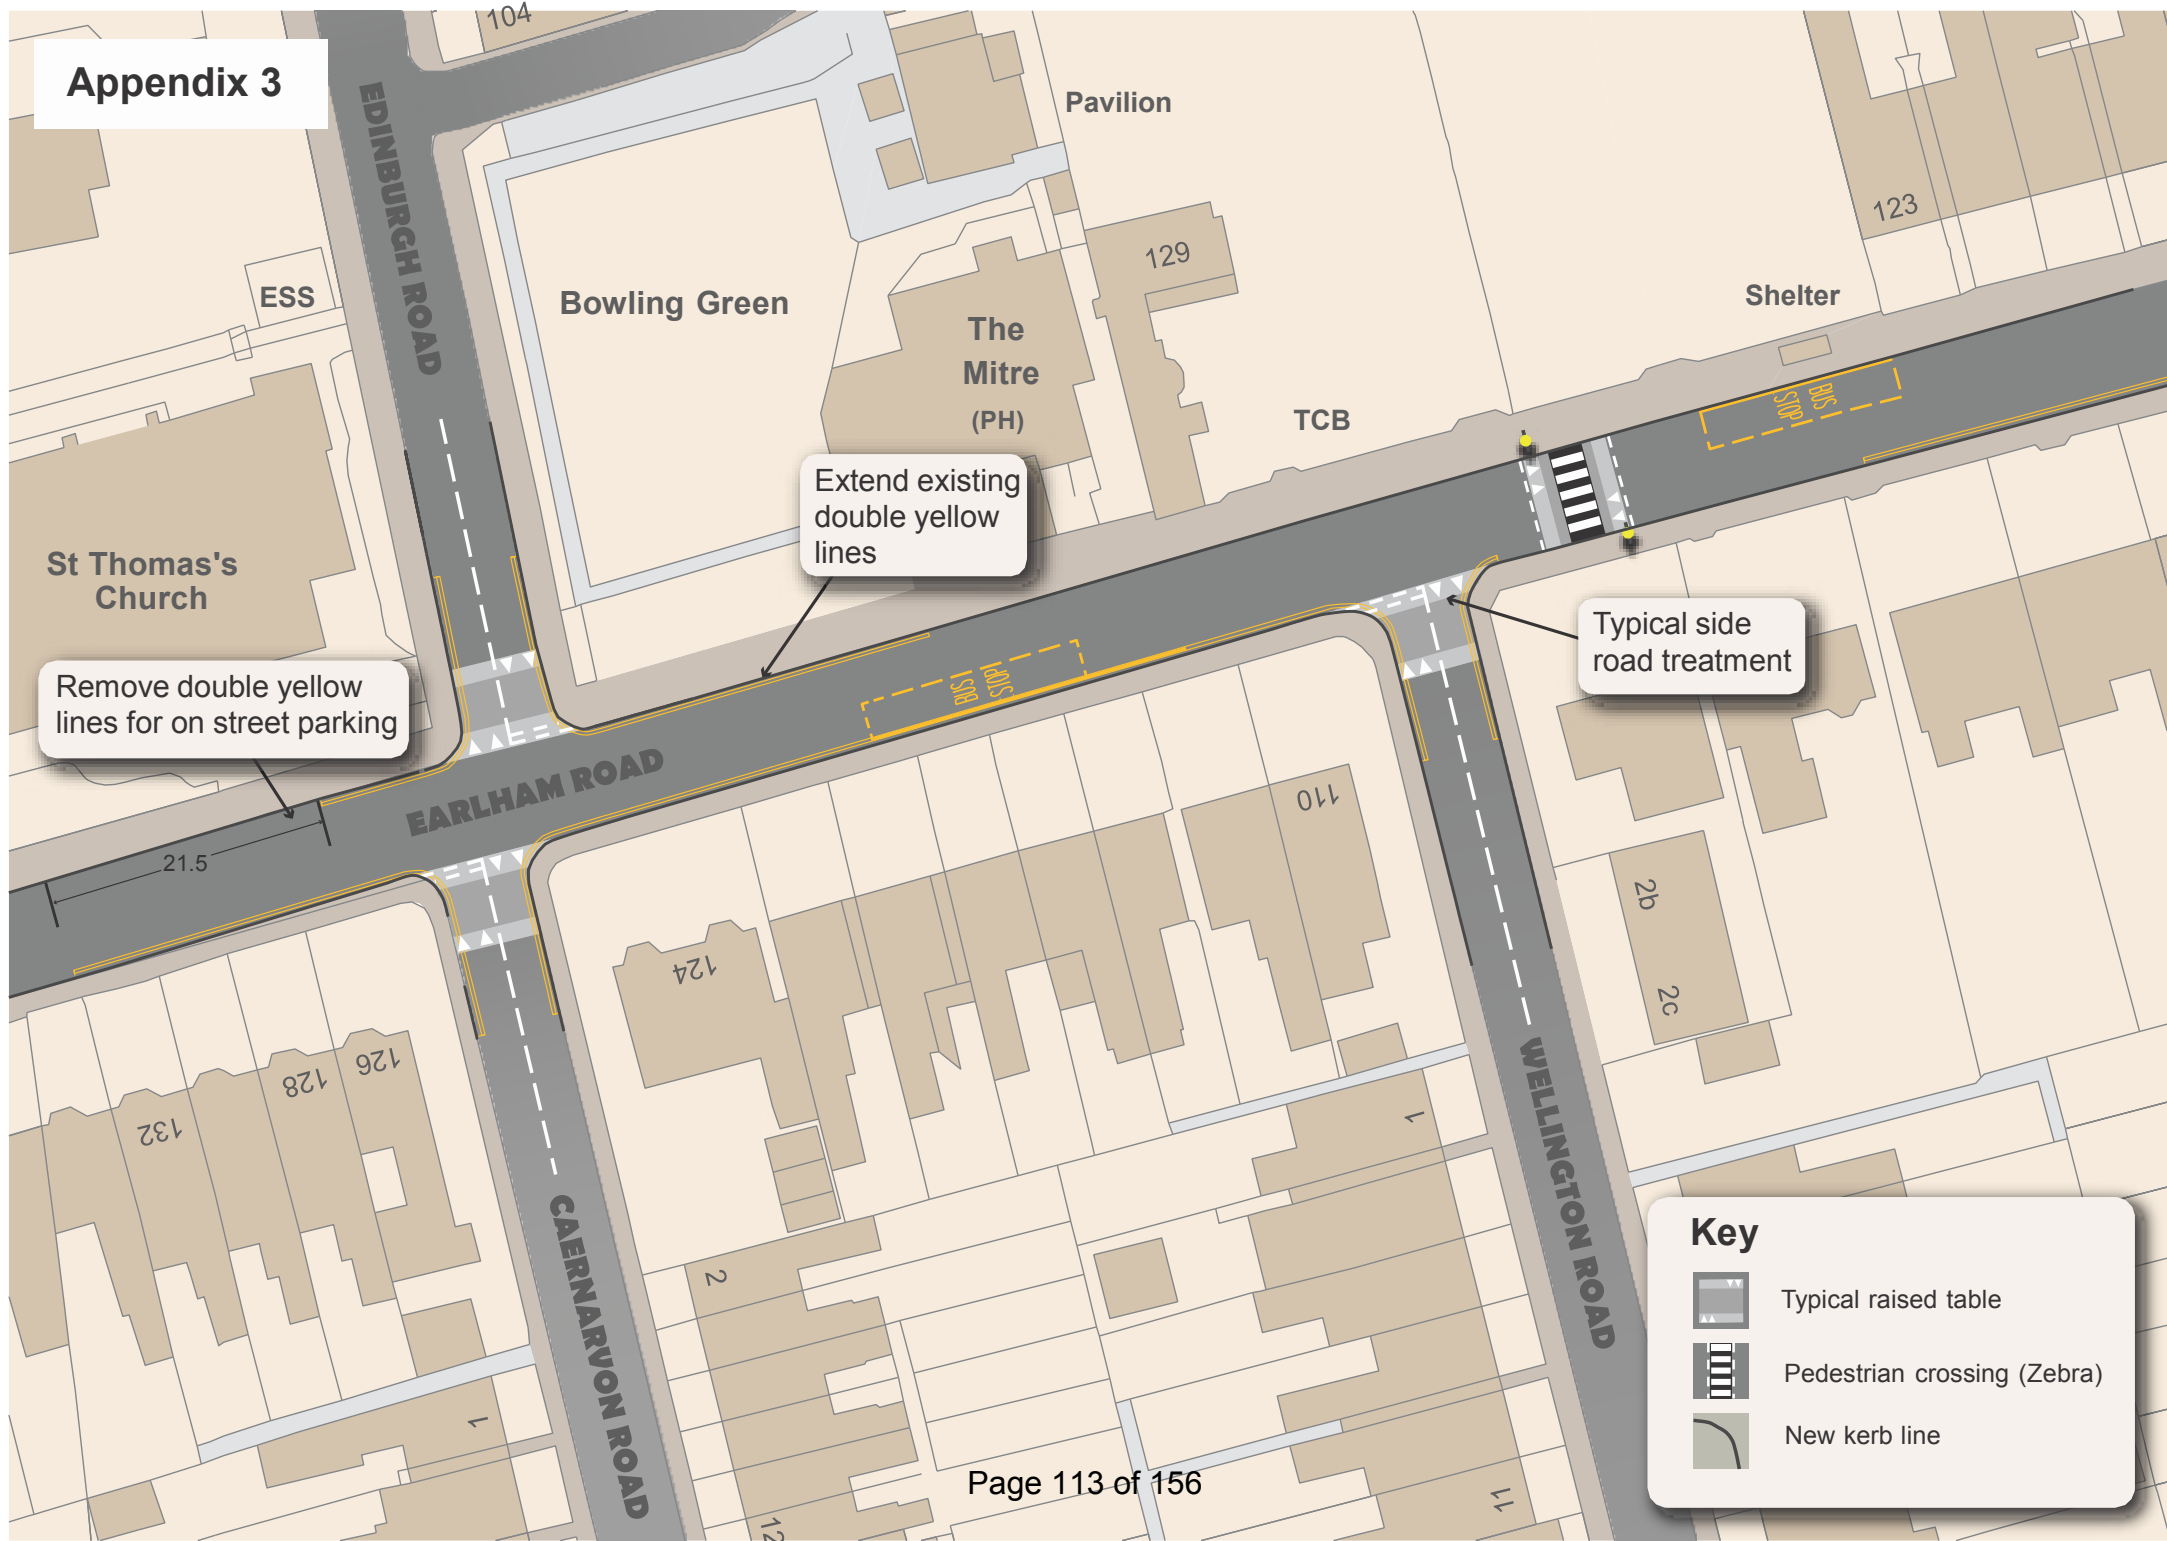 104
Appendix 3
EDINBURGH ROAD
Pavilion
123
129
ESS
Bowling Green
Shelter
The
Mitre
(PH)
BUS
STOP
TCB
Extend existing
double yellow
lines
St Thomas's
Church
Typical side
road treatment
Remove double yellow
lines for on street parking
BUS
STOP
EARLHAM ROAD
110
21.5
2b
124
2c
126
128
132
1
WELLINGTON ROAD
CAERNARVON ROAD
2
Key
Typical raised table
Pedestrian crossing (Zebra)
New kerb line
1
Page 113 of 156
11
12